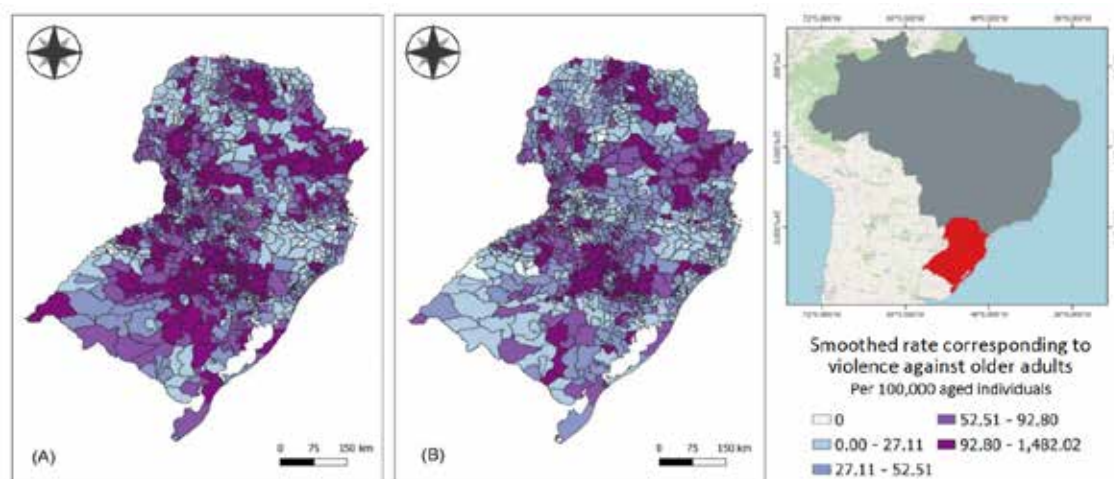 (A)
0 75 150 km
(B)
0 75 150 km
Smoothed rate corresponding to
violence against older adults
Per 100,000 aged individuals
0
0.00 – 27.11
27.11 – 52.51
52.51 – 92.80
92.80 – 1,482.02